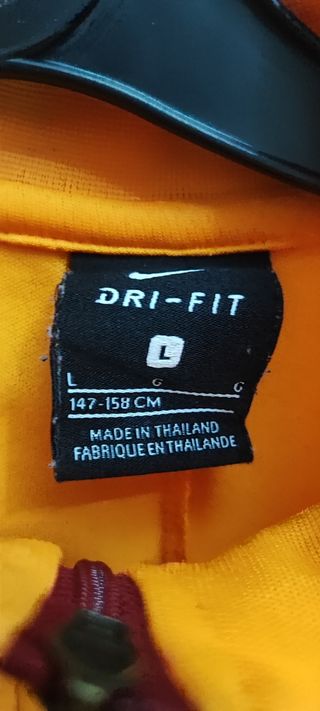 DRI-FIT
L
L G G
147-158 CM
MADE IN THAILAND
FABRIQUE EN THAILANDE